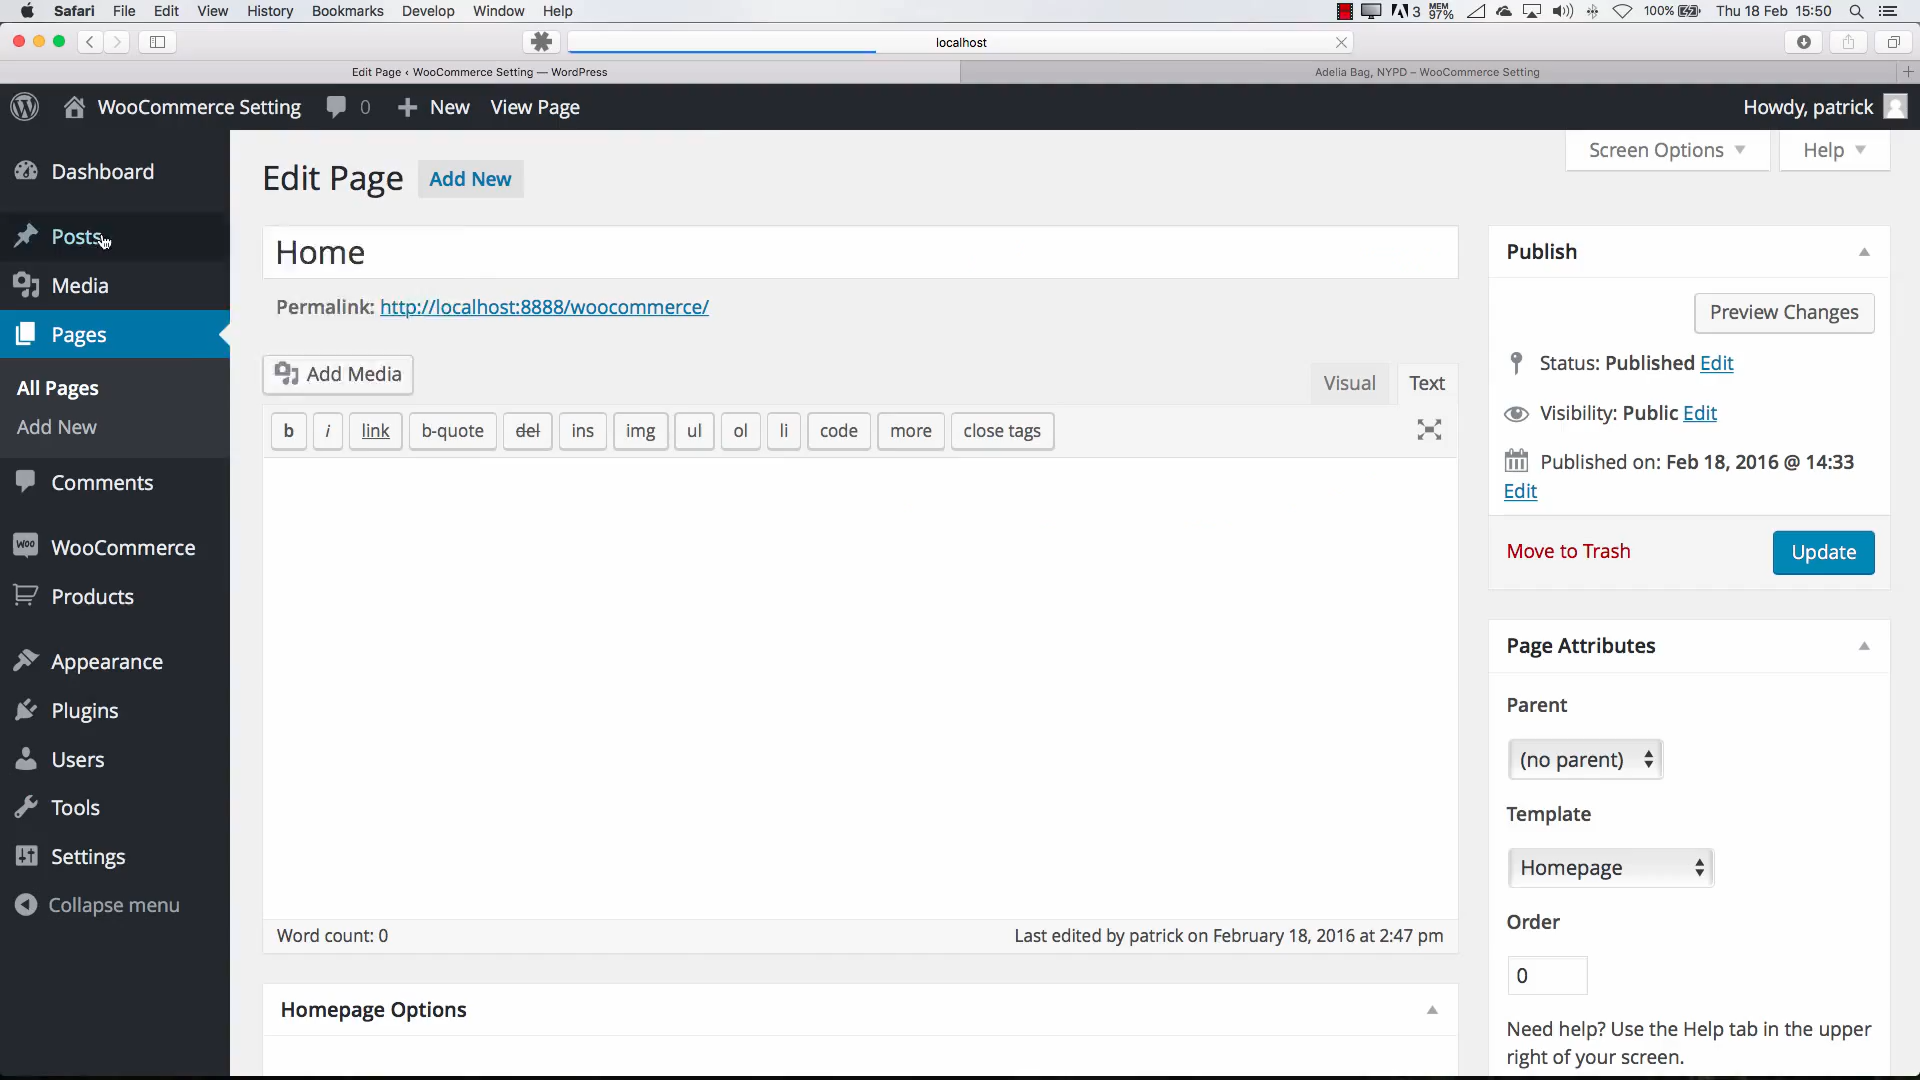 Safari File Edit View History Bookmarks Develop Window Help 3 MEM 97% 100% Thu 18 Feb 15:50
localhost
Edit Page ‹ WooCommerce Setting — WordPress
Adelia Bag, NYPD – WooCommerce Setting
WooCommerce Setting 0 New View Page Howdy, patrick
Screen Options Help
Dashboard
Posts
Media
Pages
All Pages
Add New
Comments
WOO
WooCommerce
Products
Appearance
Plugins
Users
Tools
Settings
Collapse menu
Edit Page Add New
Home
Permalink: http://localhost:8888/woocommerce/
Add Media
Visual Text
b i link b-quote del ins img ul ol li code more close tags
Word count: 0
Last edited by patrick on February 18, 2016 at 2:47 pm
Homepage Options
Publish
Preview Changes
Status: Published Edit
Visibility: Public Edit
Published on: Feb 18, 2016 @ 14:33
Edit
Move to Trash Update
Page Attributes
Parent
(no parent)
Template
Homepage
Order
0
Need help? Use the Help tab in the upper
right of your screen.